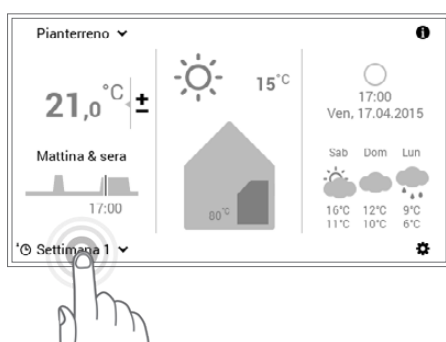 Pianterreno
21,0 °C ±
Mattina & sera
17:00
Settimana 1
15°C
80°C
17:00
Ven, 17.04.2015
Sab Dom Lun
16°C 12°C 9°C
11°C 10°C 6°C